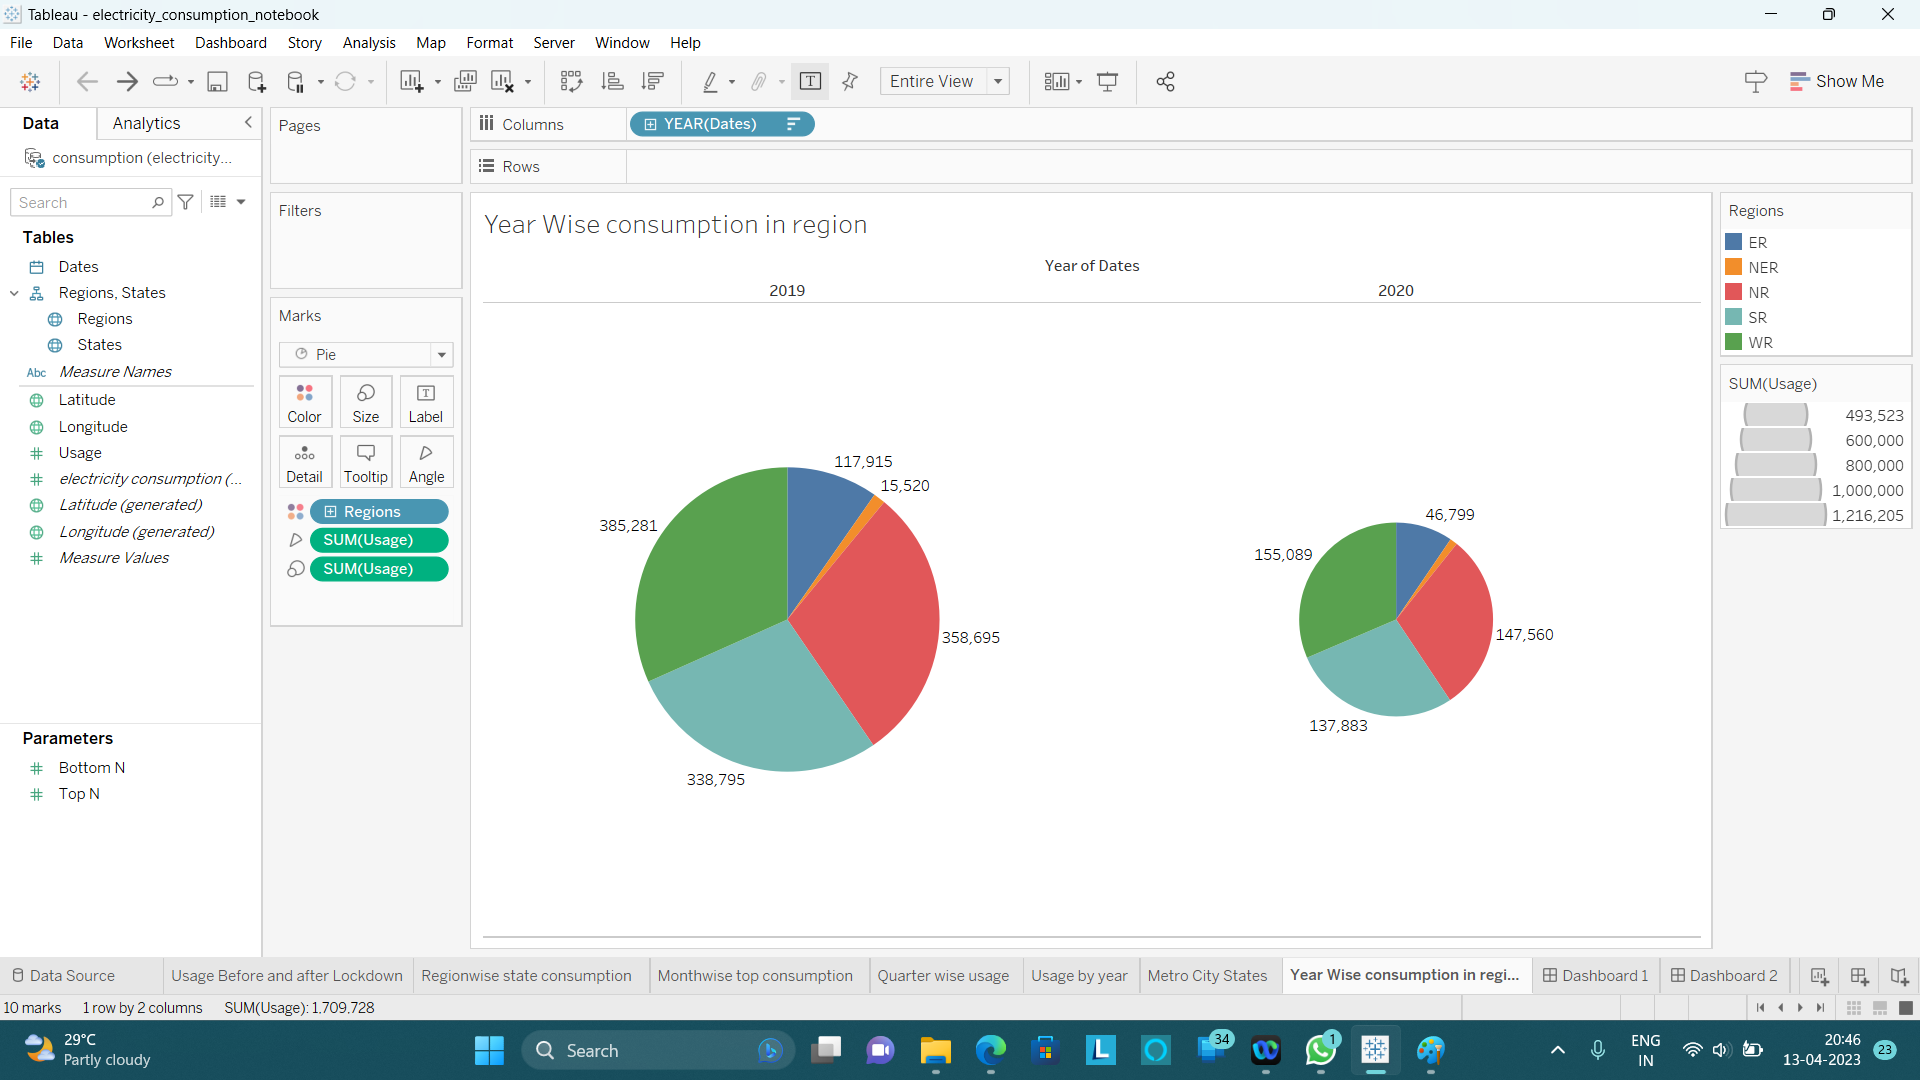 Tableau - electricity_consumption_notebook
File Data Worksheet Dashboard Story Analysis Map Format Server Window Help
Entire View
Show Me
Data Analytics
consumption (electricity...
Search
Tables
Dates
Regions, States
Regions
States
Abc Measure Names
Latitude
Longitude
Usage
electricity consumption (...
Latitude (generated)
Longitude (generated)
Measure Values
Parameters
Bottom N
Top N
Pages
Filters
Marks
Pie
Color Size Label
Detail Tooltip Angle
Regions
SUM(Usage)
SUM(Usage)
Columns YEAR(Dates)
Rows
Year Wise consumption in region
Year of Dates
2019 2020
117,915
15,520
385,281
358,695
338,795
46,799
155,089
147,560
137,883
Regions
ER
NER
NR
SR
WR
SUM(Usage)
493,523
600,000
800,000
1,000,000
1,216,205
Data Source Usage Before and after Lockdown Regionwise state consumption Monthwise top consumption Quarter wise usage Usage by year Metro City States Year Wise consumption in regi... Dashboard 1 Dashboard 2
10 marks 1 row by 2 columns SUM(Usage): 1,709,728
29°C
Partly cloudy
Search
L
34
1
ENG
IN
20:46
13-04-2023
23